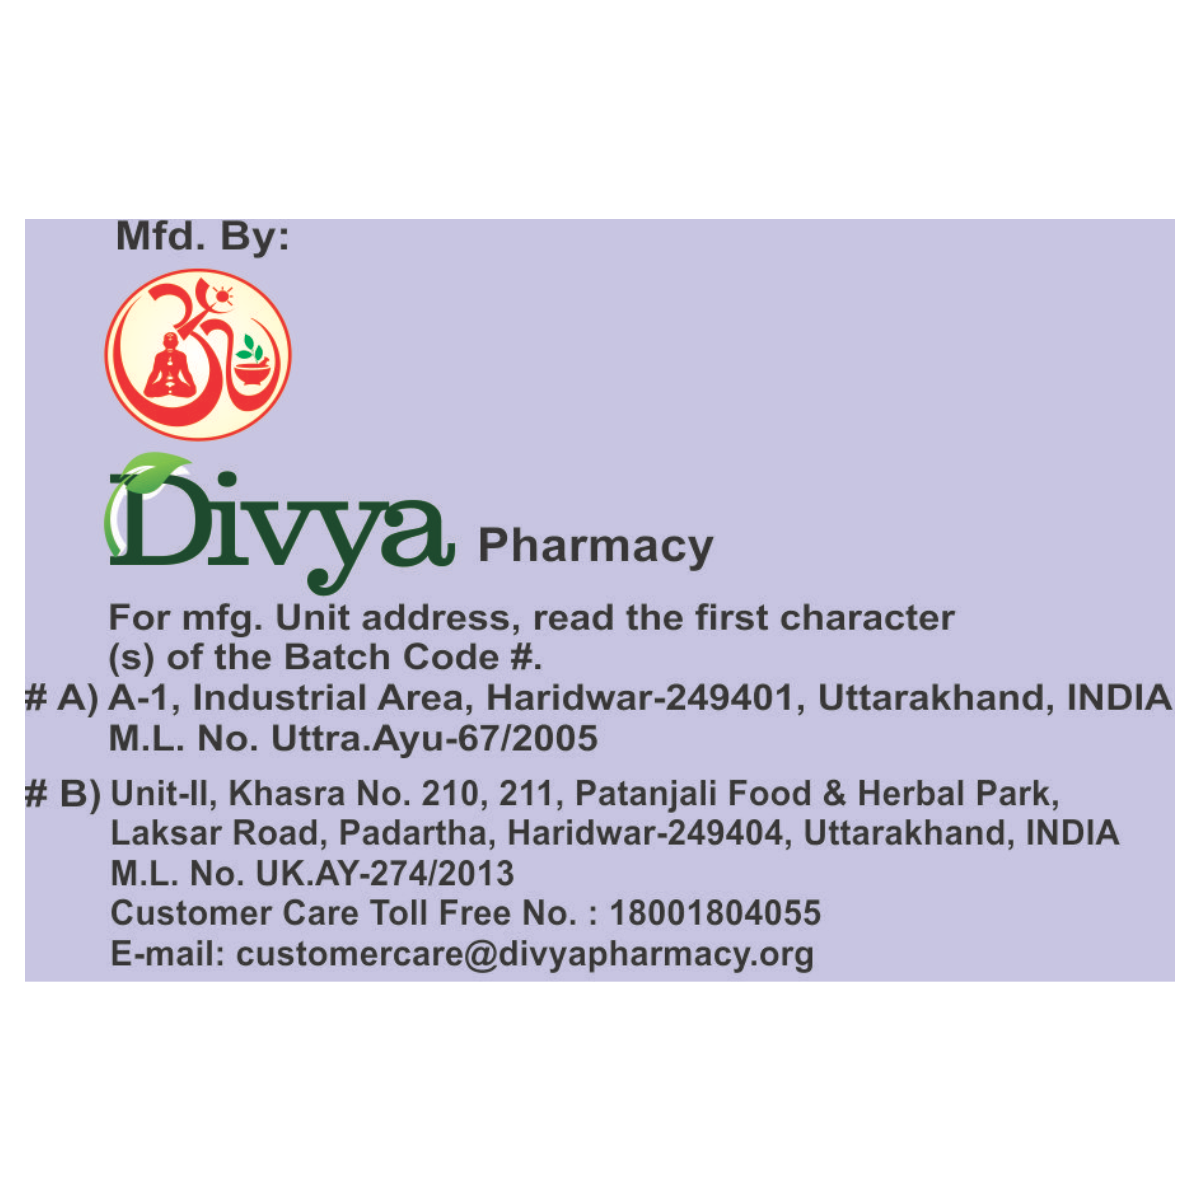 Mfd. By:
Divya Pharmacy
For mfg. Unit address, read the first character
(s) of the Batch Code #.
# A) A-1, Industrial Area, Haridwar-249401, Uttarakhand, INDIA
M.L. No. Uttra.Ayu-67/2005
# B) Unit-II, Khasra No. 210, 211, Patanjali Food & Herbal Park,
Laksar Road, Padartha, Haridwar-249404, Uttarakhand, INDIA
M.L. No. UK.AY-274/2013
Customer Care Toll Free No. : 18001804055
E-mail: customercare@divyapharmacy.org